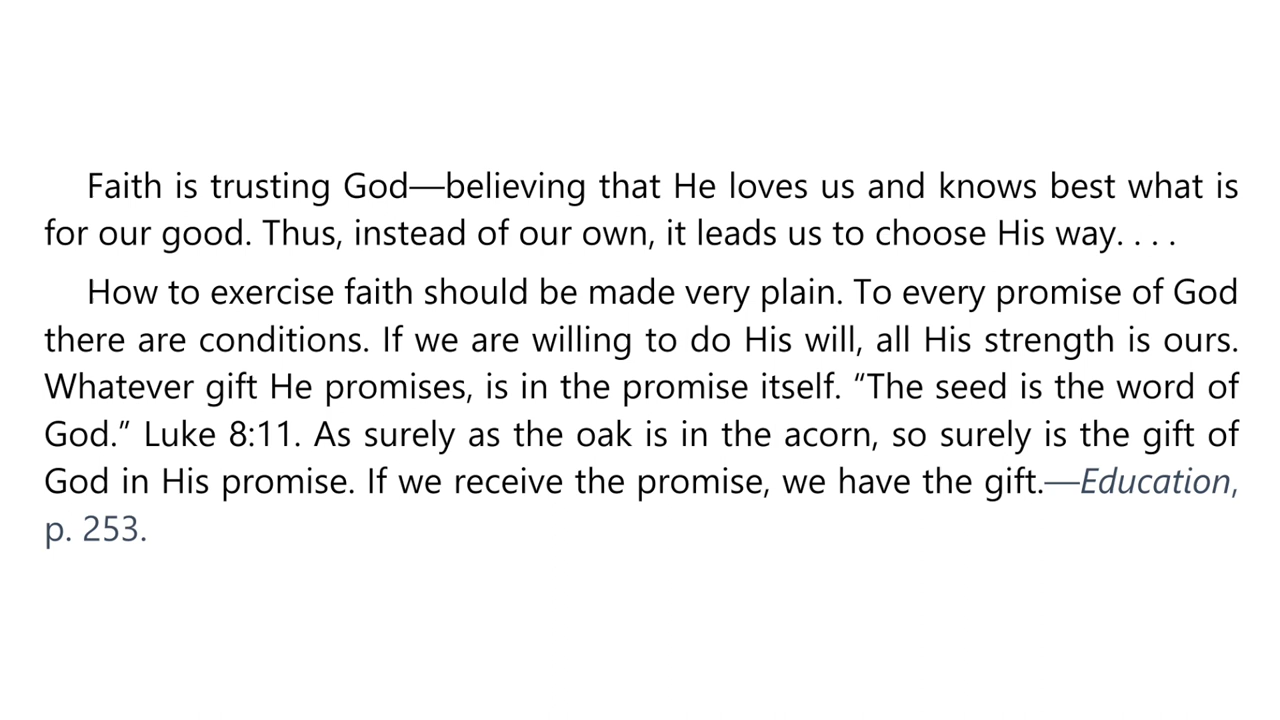 Faith is trusting God—believing that He loves us and knows best what is
for our good. Thus, instead of our own, it leads us to choose His way. . . .
How to exercise faith should be made very plain. To every promise of God
there are conditions. If we are willing to do His will, all His strength is ours.
Whatever gift He promises, is in the promise itself. “The seed is the word of
God.” Luke 8:11. As surely as the oak is in the acorn, so surely is the gift of
God in His promise. If we receive the promise, we have the gift.—Education,
p. 253.